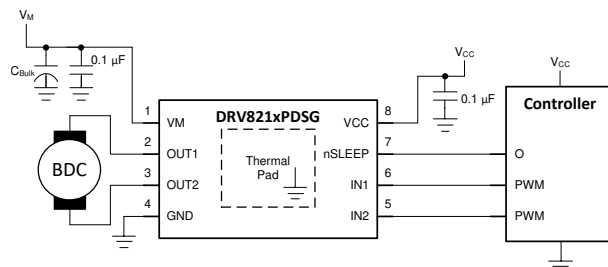 VM
CBulk
0.1 µF
VCC
0.1 µF
VCC
DRV821xPDSG
Thermal
Pad
1
VM
2
OUT1
3
OUT2
4
GND
8
VCC
7
nSLEEP
6
IN1
5
IN2
BDC
Controller
O
PWM
PWM